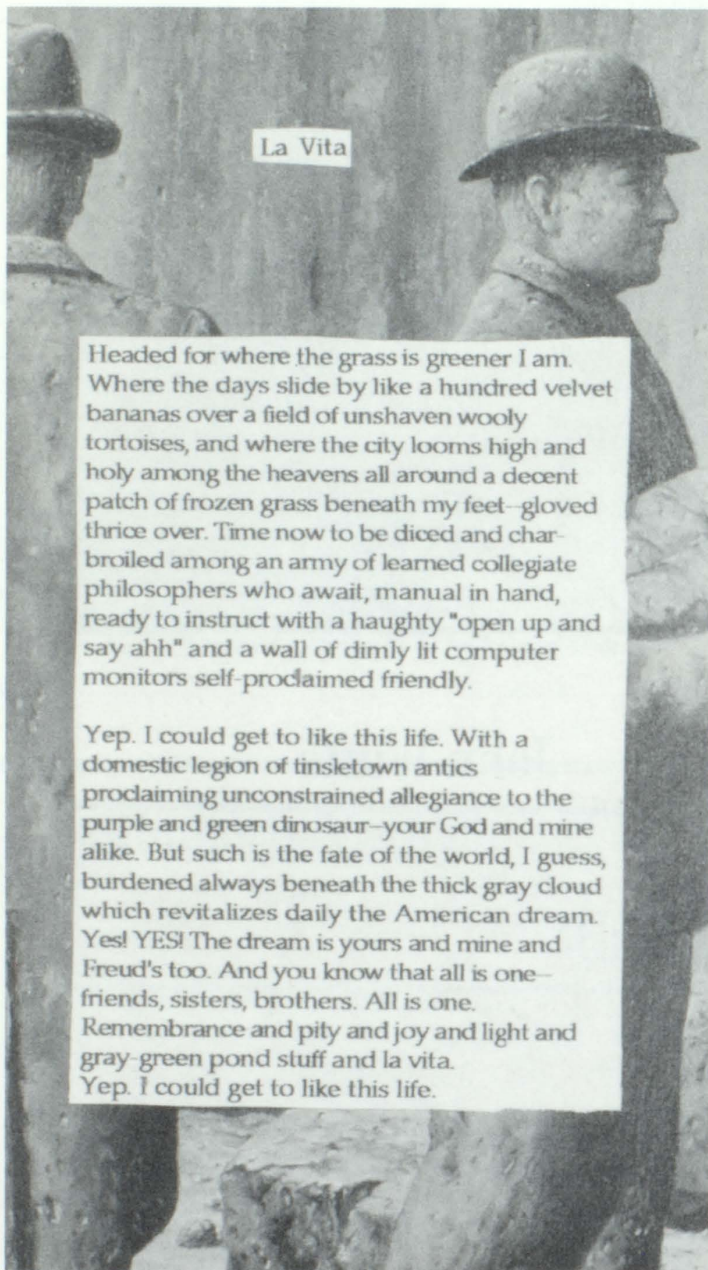 La Vita
Headed for where the grass is greener I am.
Where the days slide by like a hundred velvet
bananas over a field of unshaven wooly
tortoises, and where the city looms high and
holy among the heavens all around a decent
patch of frozen grass beneath my feet--gloved
thrice over. Time now to be diced and char-
broiled among an army of learned collegiate
philosophers who await, manual in hand,
ready to instruct with a haughty "open up and
say ahh" and a wall of dimly lit computer
monitors self-proclaimed friendly.

Yep. I could get to like this life. With a
domestic legion of tinsletown antics
proclaiming unconstrained allegiance to the
purple and green dinosaur--your God and mine
alike. But such is the fate of the world, I guess,
burdened always beneath the thick gray cloud
which revitalizes daily the American dream.
Yes! YES! The dream is yours and mine and
Freud's too. And you know that all is one--
friends, sisters, brothers. All is one.
Remembrance and pity and joy and light and
gray-green pond stuff and la vita.
Yep. I could get to like this life.